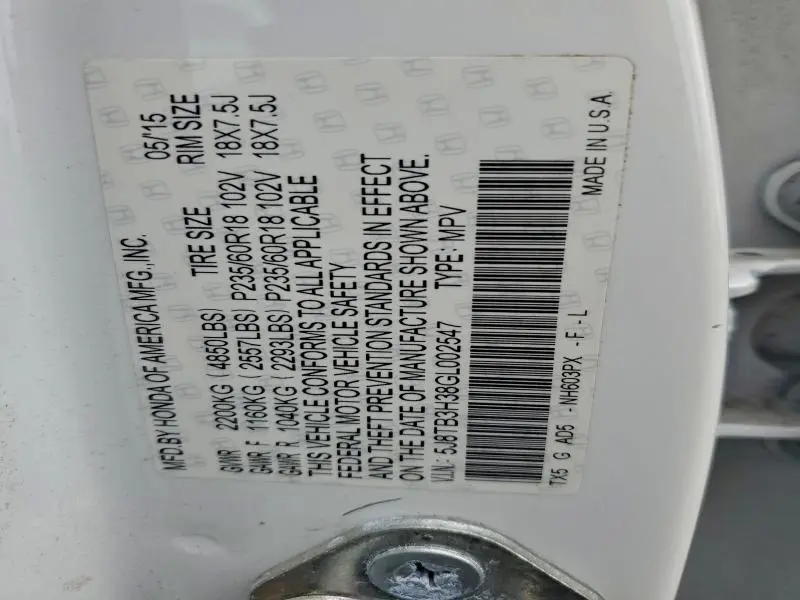 MFD.BY HONDA OF AMERICA MFG., INC. 05/'15
TIRE SIZE RIM SIZE
GVWR 2200KG (4650LBS)
GAWR F 1160KG (2557LBS) P235/60R18 102V 18X7.5J
GAWR R 1040KG (2293LBS) P235/60R18 102V 18X7.5J
THIS VEHICLE CONFORMS TO ALL APPLICABLE
FEDERAL MOTOR VEHICLE SAFETY
AND THEFT PREVENTION STANDARDS IN EFFECT
ON THE DATE OF MANUFACTURE SHOWN ABOVE.
V.I.N.: 5J8TB3H38GL002547 TYPE: MPV
TX5 G AD5 -NH603PX -F -L MADE IN U.S.A.